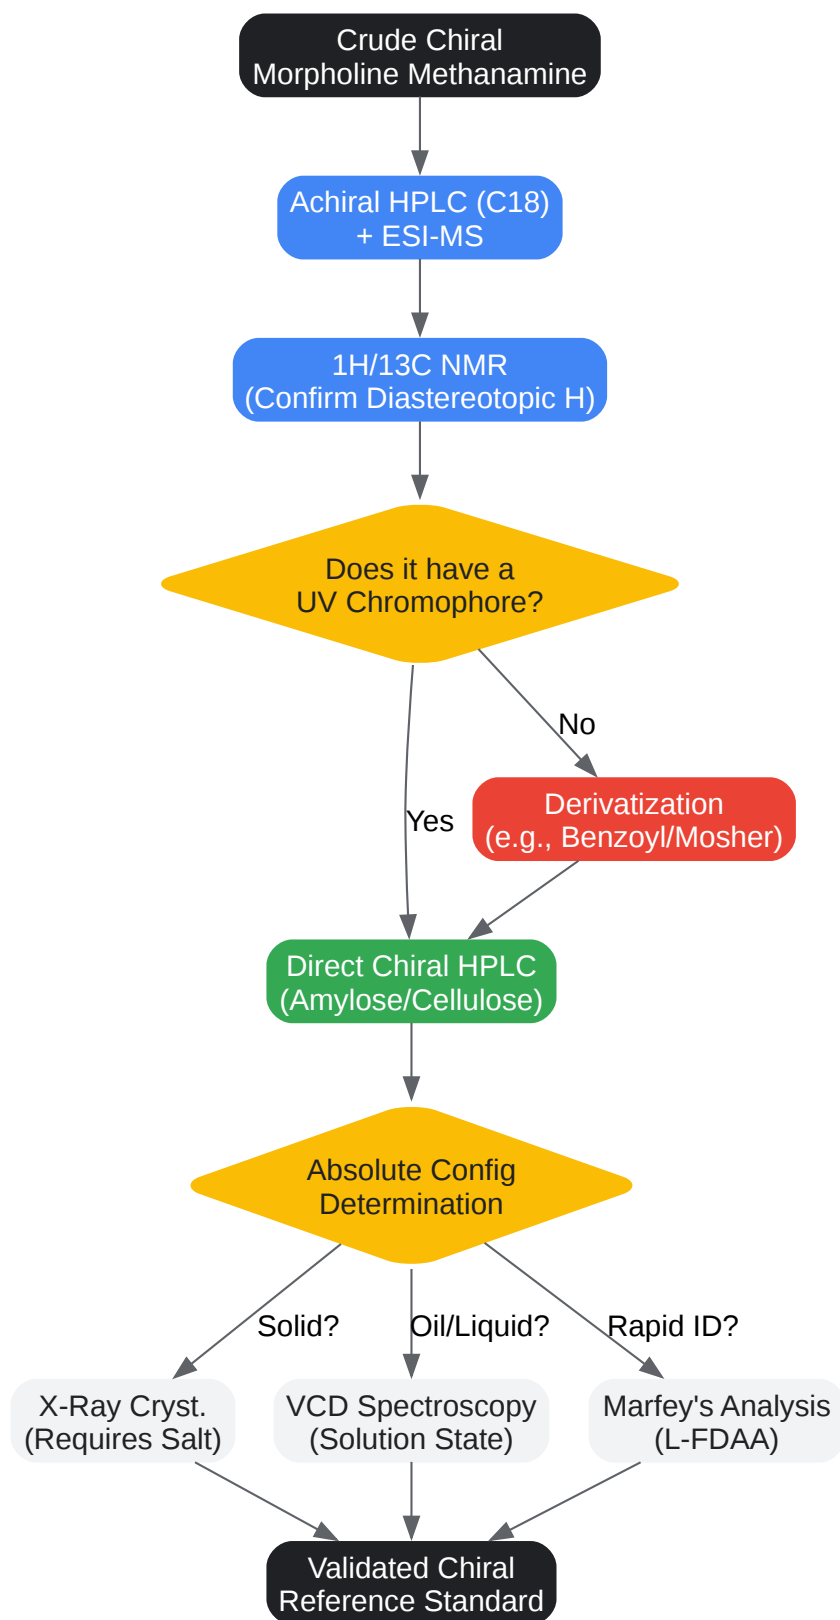 Crude Chiral
Morpholine Methanamine
Achiral HPLC (C18)
+ ESI-MS
1H/13C NMR
(Confirm Diastereotopic H)
Does it have a
UV Chromophore?
No
Derivatization
(e.g., Benzoyl/Mosher)
Yes
Direct Chiral HPLC
(Amylose/Cellulose)
Absolute Config
Determination
Solid?
Oil/Liquid?
Rapid ID?
X-Ray Cryst.
(Requires Salt)
VCD Spectroscopy
(Solution State)
Marfey's Analysis
(L-FDAA)
Validated Chiral
Reference Standard